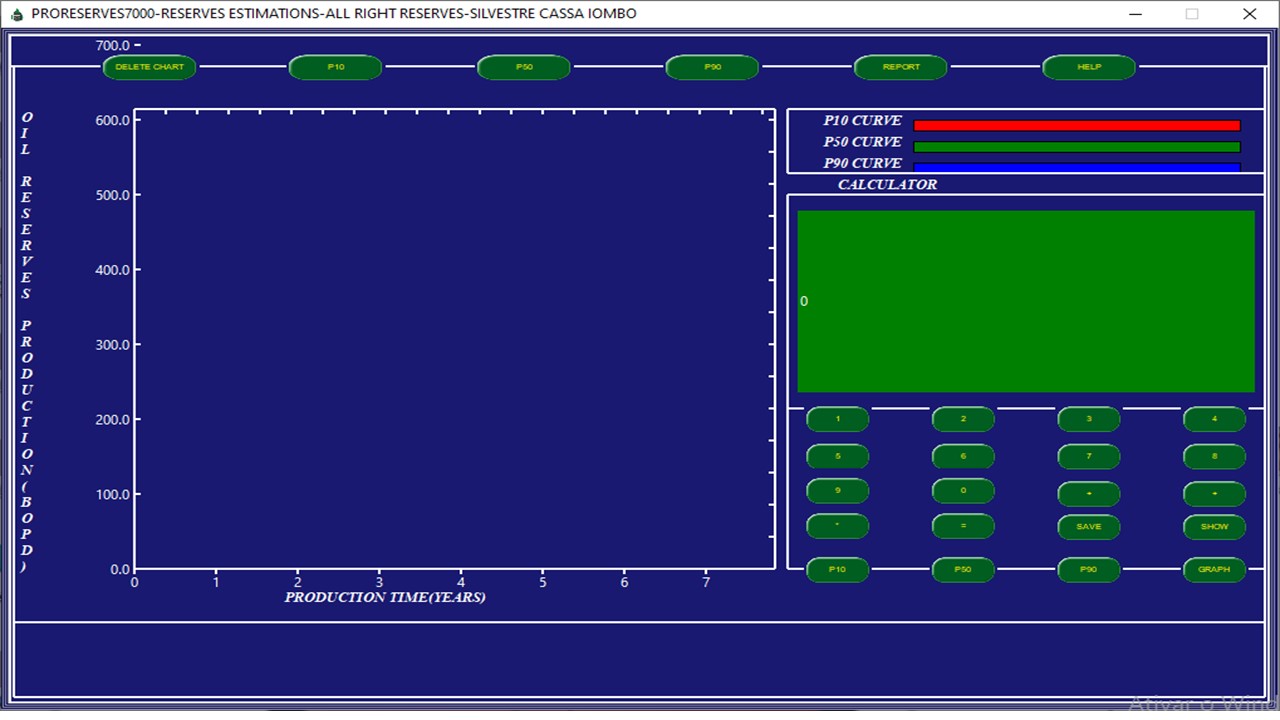 PRORESERVES7000-RESERVES ESTIMATIONS-ALL RIGHT RESERVES-SILVESTRE CASSA IOMBO
700.0
DELETE CHART P10 P50 P90 REPORT HELP
OIL RESERVES PRODUCTION(BOPD)
600.0
500.0
400.0
300.0
200.0
100.0
0.0
0 1 2 3 4 5 6 7
PRODUCTION TIME(YEARS)
P10 CURVE
P50 CURVE
P90 CURVE
CALCULATOR
0
1 2 3 4
5 6 7 8
9 0
= SAVE SHOW
P10 P50 P90 GRAPH
Ativar o Wind